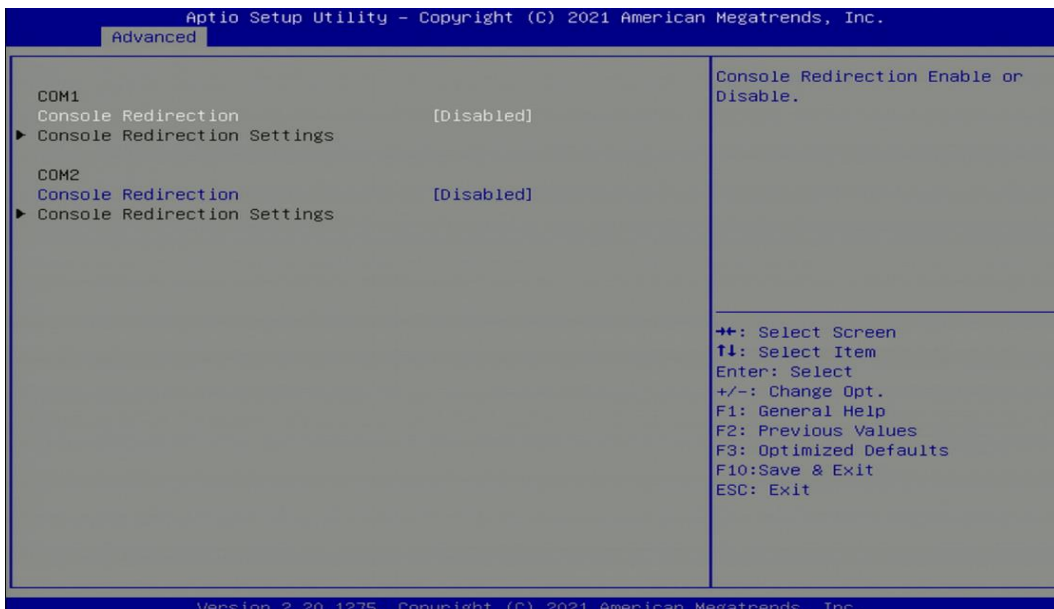 Aptio Setup Utility – Copyright (C) 2021 American Megatrends, Inc.
Advanced
COM1
Console Redirection [Disabled]
▶ Console Redirection Settings
COM2
Console Redirection [Disabled]
▶ Console Redirection Settings
Console Redirection Enable or
Disable.
→←: Select Screen
↑↓: Select Item
Enter: Select
+/-: Change Opt.
F1: General Help
F2: Previous Values
F3: Optimized Defaults
F10:Save & Exit
ESC: Exit
Version 2.20.1275. Copyright (C) 2021 American Megatrends, Inc.